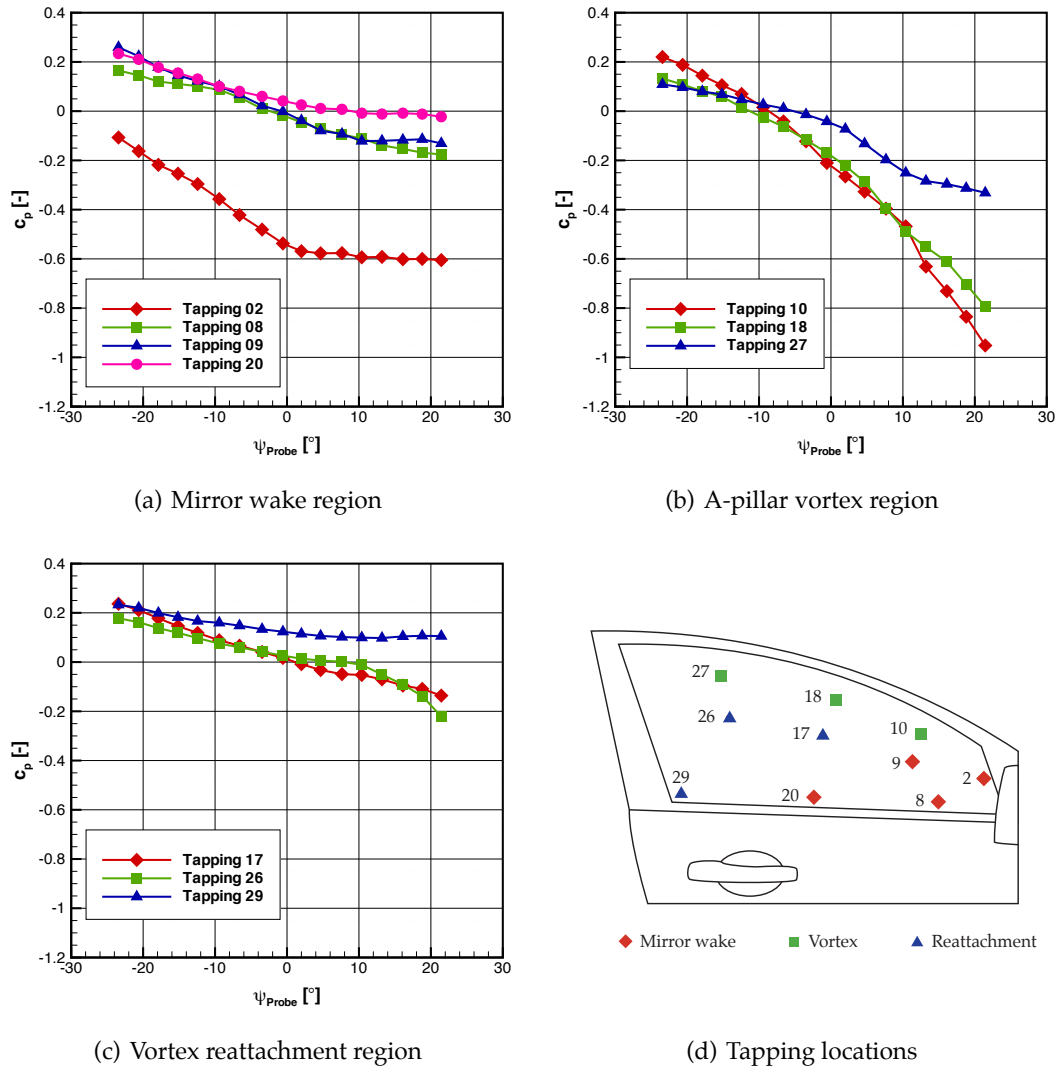 0.4
0.2
0
-0.2
-0.4
-0.6
-0.8
-1
-1.2
c_p [-]
Tapping 02
Tapping 08
Tapping 09
Tapping 20
-30 -20 -10 0 10 20 30
ψ_Probe [°]
(a) Mirror wake region
0.4
0.2
0
-0.2
-0.4
-0.6
-0.8
-1
-1.2
c_p [-]
Tapping 10
Tapping 18
Tapping 27
-30 -20 -10 0 10 20 30
ψ_Probe [°]
(b) A-pillar vortex region
0.4
0.2
0
-0.2
-0.4
-0.6
-0.8
-1
-1.2
c_p [-]
Tapping 17
Tapping 26
Tapping 29
-30 -20 -10 0 10 20 30
ψ_Probe [°]
(c) Vortex reattachment region
27
18
26
17
10
9
2
29
20
8
Mirror wake Vortex Reattachment
(d) Tapping locations